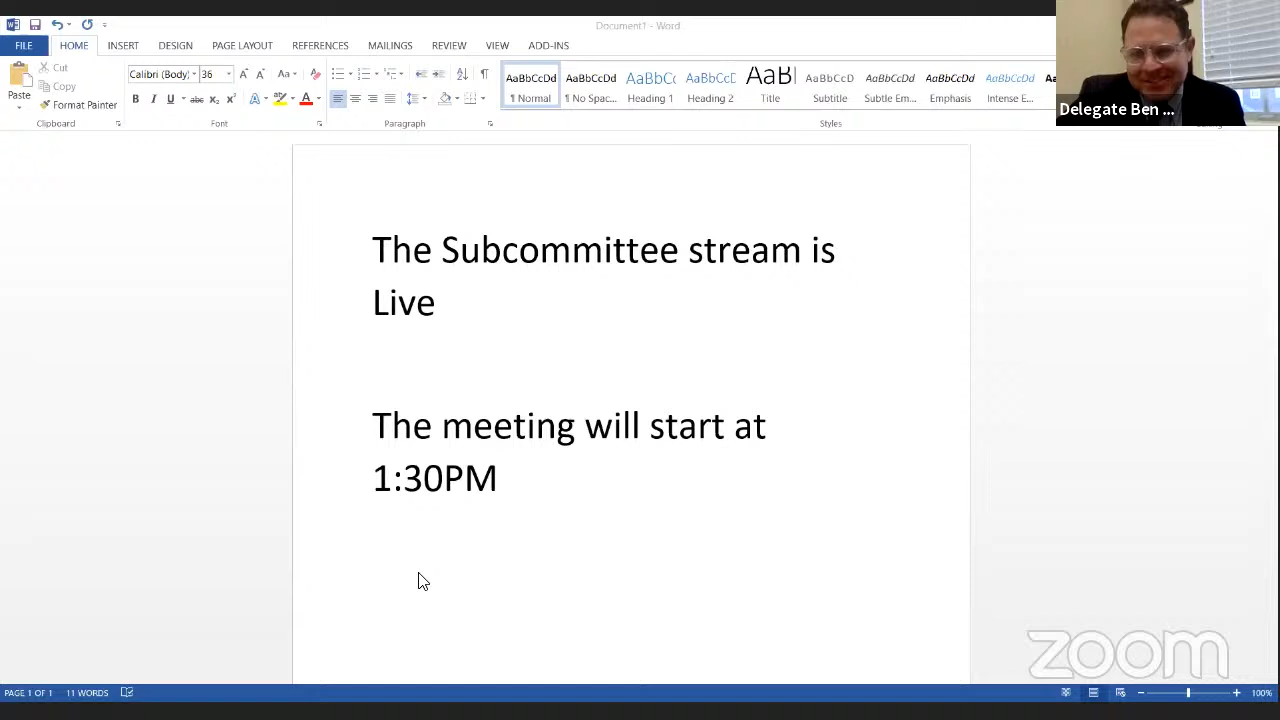 Document1 - Word
FILE HOME INSERT DESIGN PAGE LAYOUT REFERENCES MAILINGS REVIEW VIEW ADD-INS
Paste
Cut
Copy
Format Painter
Calibri (Body) 36
AaBbCcDd AaBbCcDd AaBbCc AaBbCcD AaBl AaBbCcD AaBbCcDd AaBbCcDd AaBbCcDd
¶ Normal ¶ No Spac... Heading 1 Heading 2 Title Subtitle Subtle Em... Emphasis Intense E...
Clipboard Font Paragraph Styles
Delegate Ben ...
The Subcommittee stream is
Live
The meeting will start at
1:30PM
zoom
PAGE 1 OF 1 11 WORDS 100%